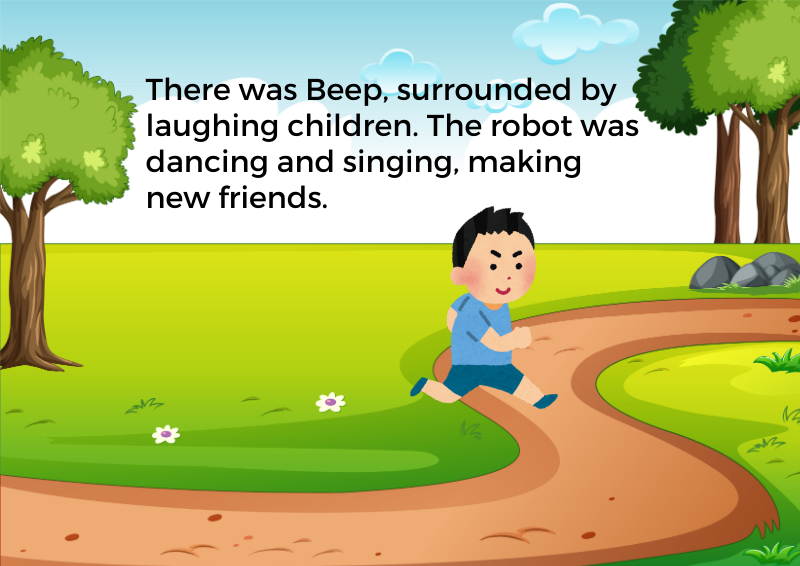 There was Beep, surrounded by
laughing children. The robot was
dancing and singing, making
new friends.